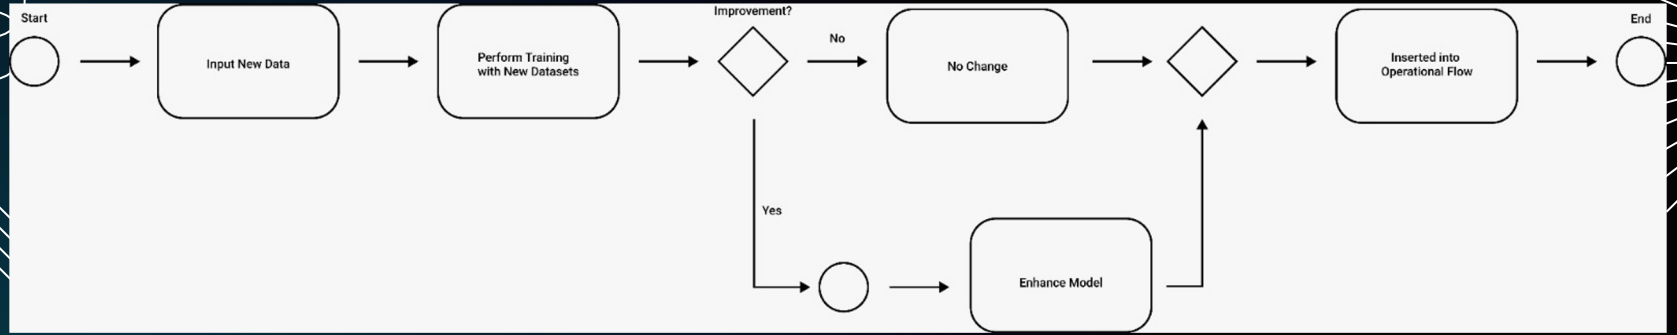 Start
Input New Data
Perform Training
with New Datasets
Improvement?
No
No Change
Inserted into
Operational Flow
End
Yes
Enhance Model